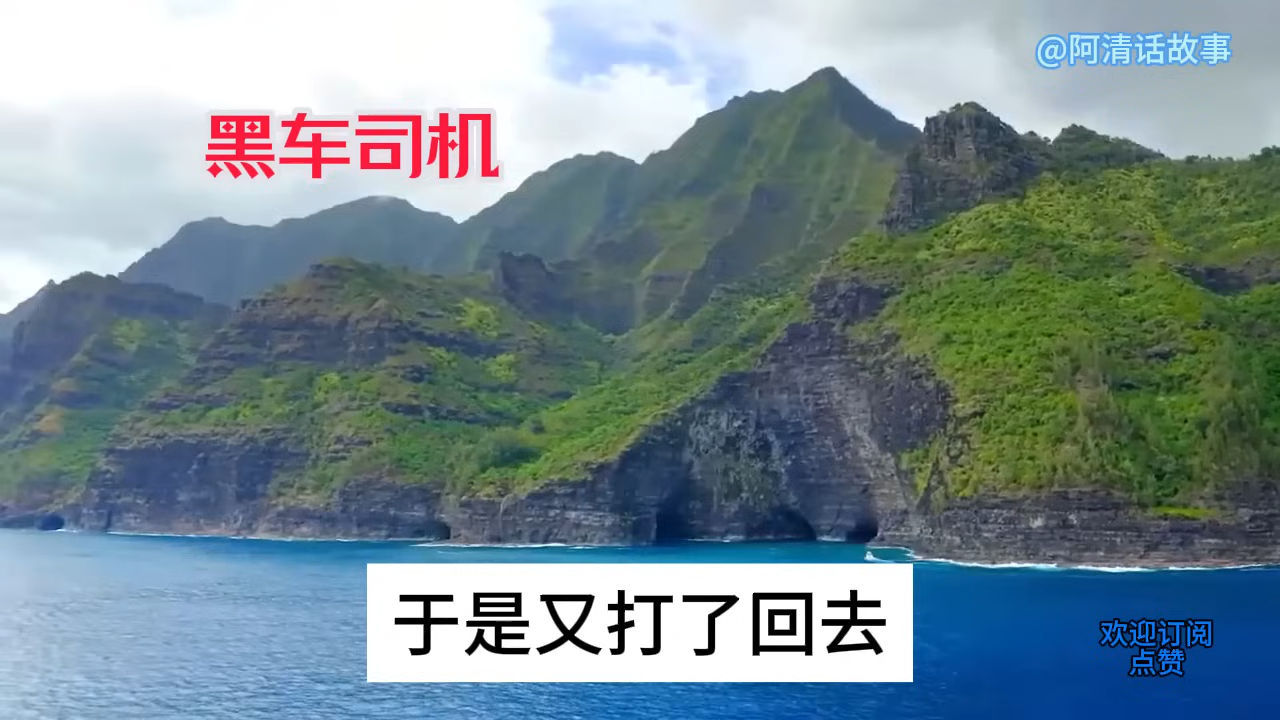 @阿清话故事
黑车司机
于是又打了回去
欢迎订阅
点赞